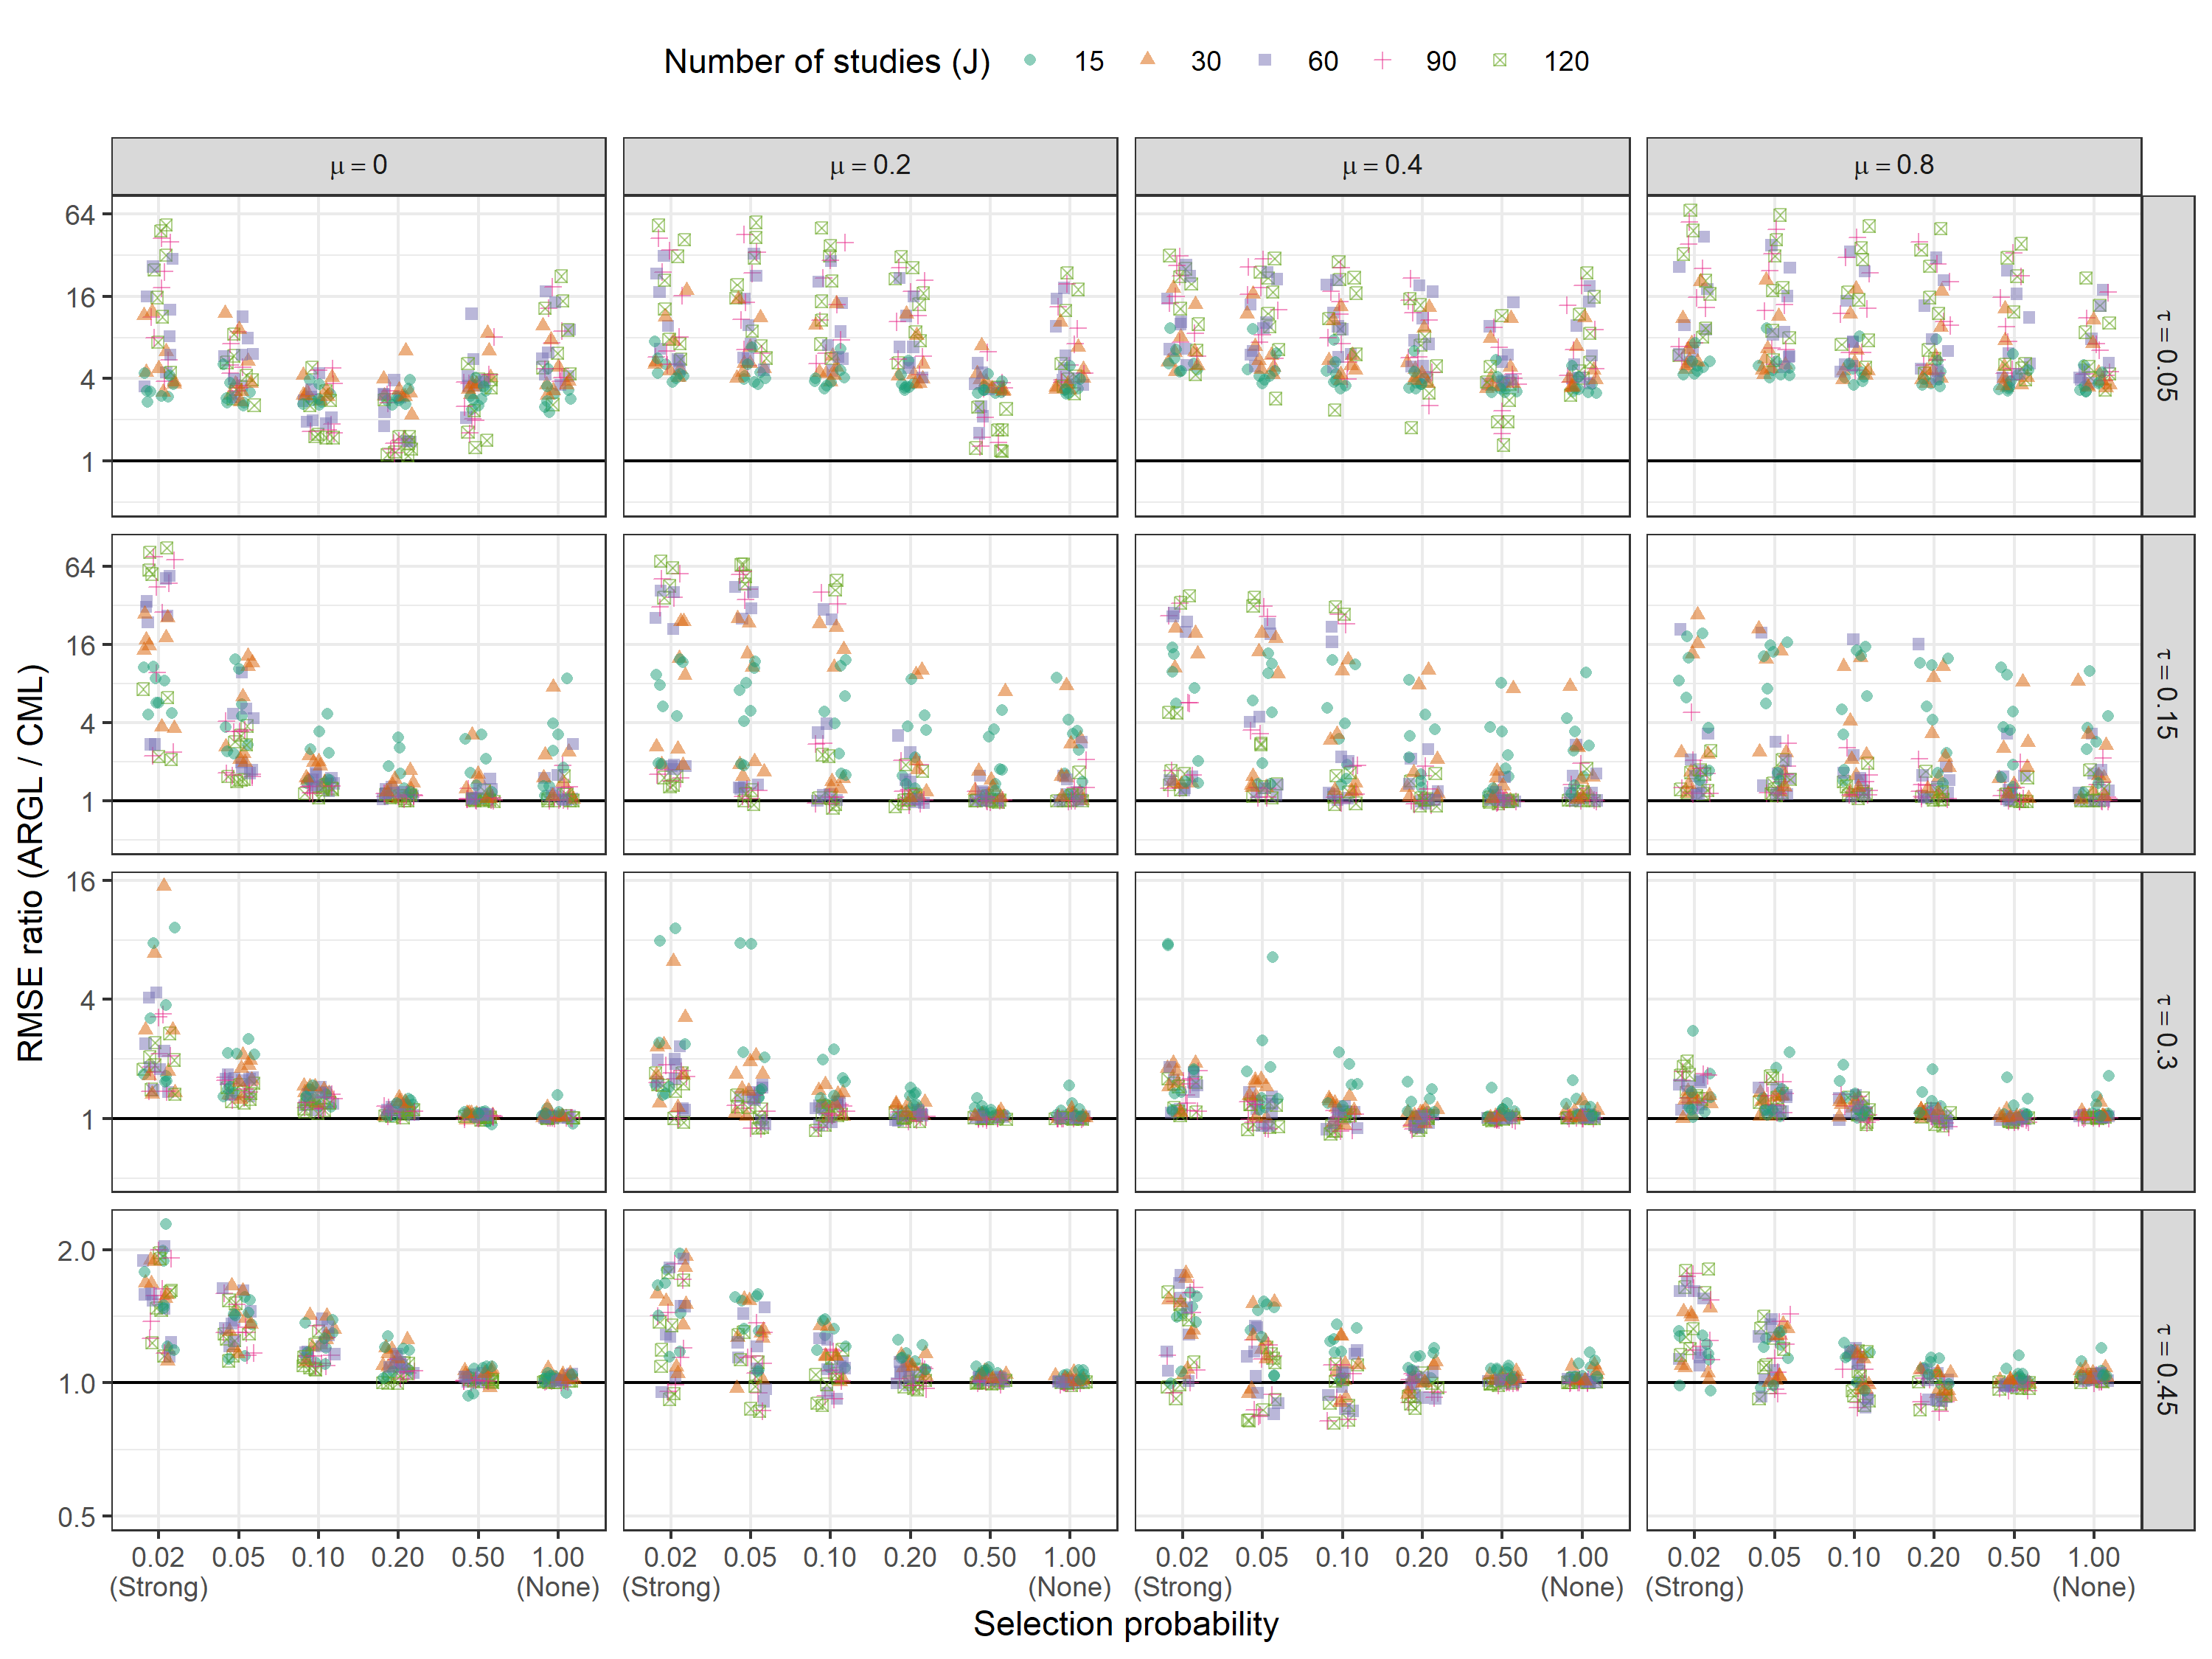 Number of studies (J) 15 30 60 90 120
μ = 0 μ = 0.2 μ = 0.4 μ = 0.8
64
16
4
1
τ = 0.05
64
16
4
1
τ = 0.15
16
4
1
τ = 0.3
2.0
1.0
0.5
τ = 0.45
RMSE ratio (ARGL / CML)
0.02 0.05 0.10 0.20 0.50 1.00 0.02 0.05 0.10 0.20 0.50 1.00 0.02 0.05 0.10 0.20 0.50 1.00 0.02 0.05 0.10 0.20 0.50 1.00
(Strong) (None) (Strong) (None) (Strong) (None) (Strong) (None)
Selection probability